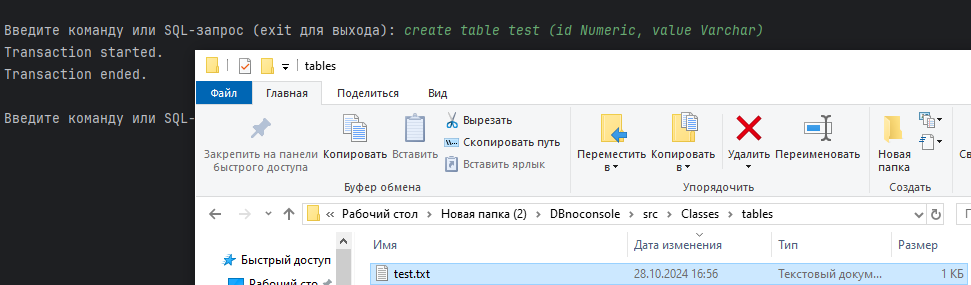 Введите команду или SQL-запрос (exit для выхода): create table test (id Numeric, value Varchar)
Transaction started.
Transaction ended.
Введите команду или SQL-
tables
Файл Главная Поделиться Вид
Закрепить на панели быстрого доступа
Копировать
Вставить
Вырезать
Скопировать путь
Вставить ярлык
Переместить в
Копировать в
Удалить
Переименовать
Новая папка
Буфер обмена Упорядочить Создать
« Рабочий стол > Новая папка (2) > DBnoconsole > src > Classes > tables
Имя Дата изменения Тип Размер
Быстрый доступ
test.txt 28.10.2024 16:56 Текстовый докум... 1 КБ
Рабочий сто